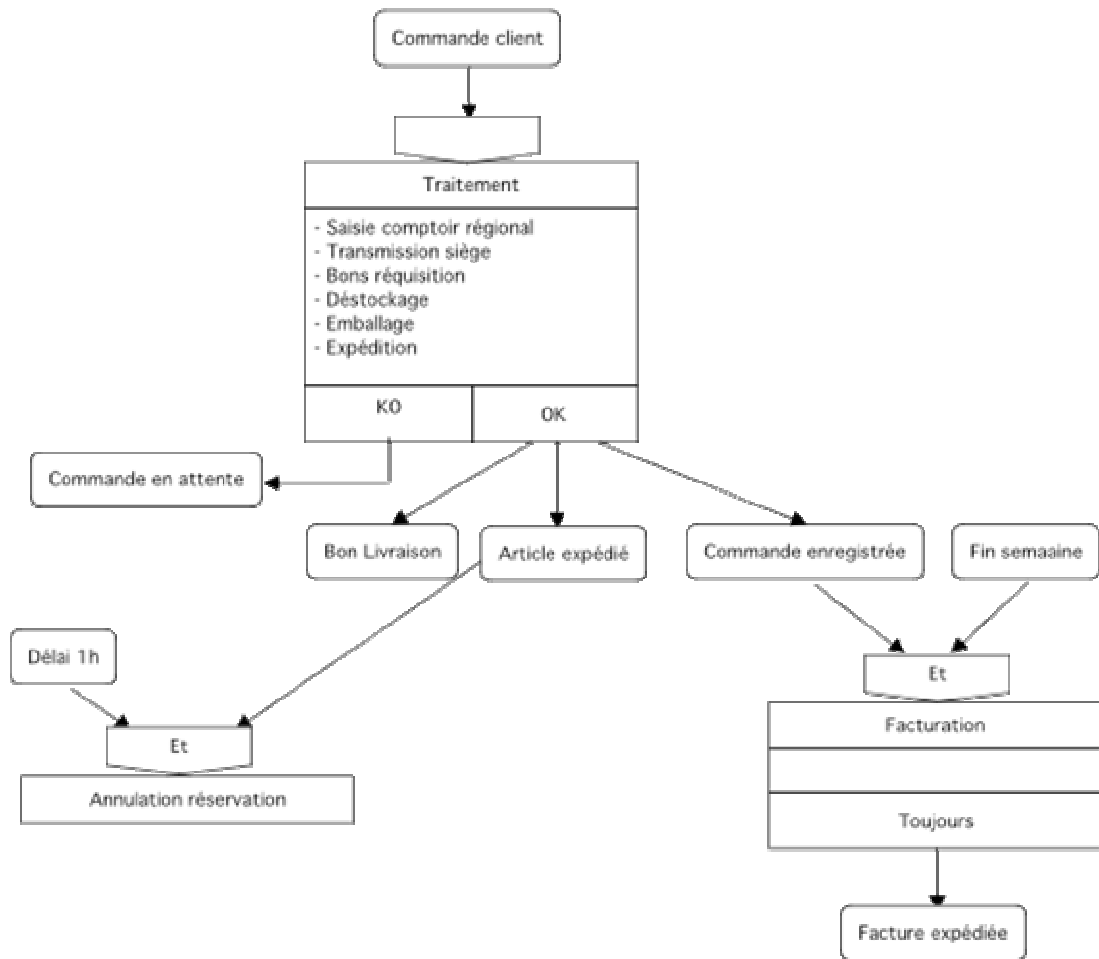 Commande client
Traitement
- Saisie comptoir régional
- Transmission siège
- Bons réquisition
- Déstockage
- Emballage
- Expédition
KO
OK
Commande en attente
Bon Livraison
Article expédié
Commande enregistrée
Fin semaaine
Délai 1h
Et
Et
Facturation
Annulation réservation
Toujours
Facture expédiée